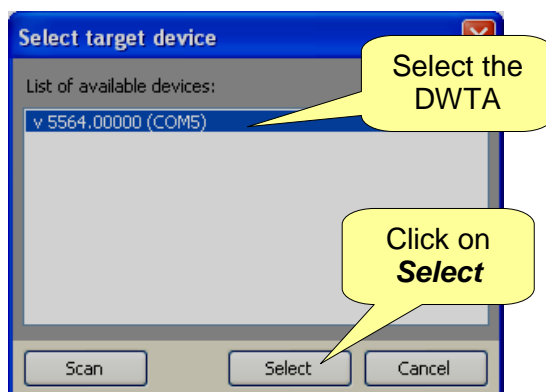 Select target device
Select the
DWTA
List of available devices:
v 5564.00000 (COM5)
Click on
Select
Scan
Select
Cancel